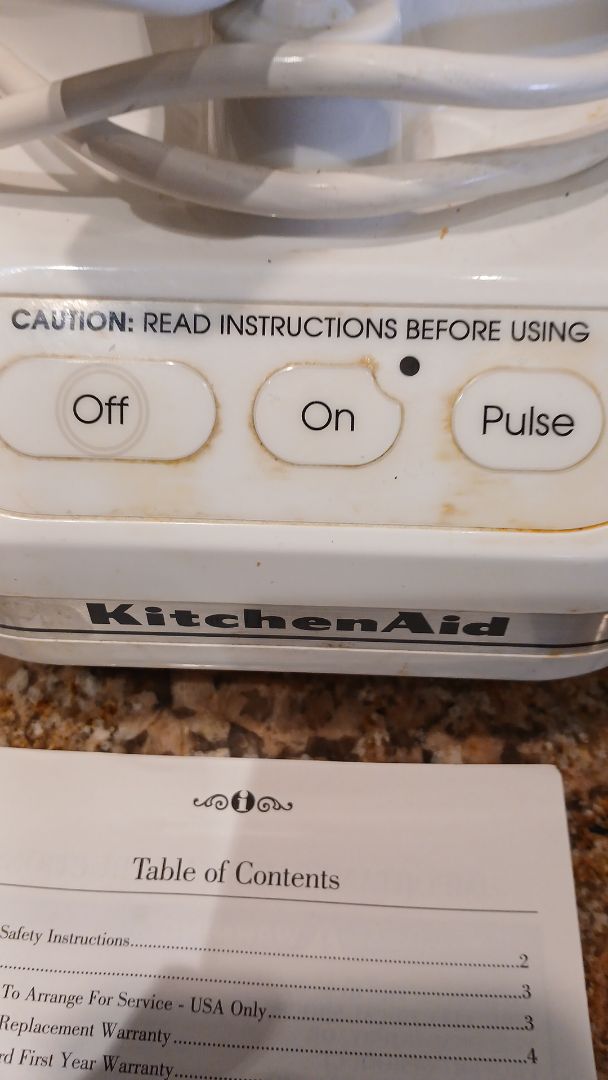 CAUTION: READ INSTRUCTIONS BEFORE USING
Off On Pulse
KitchenAid
Table of Contents
Safety Instructions 2
3
To Arrange For Service - USA Only 3
Replacement Warranty 4
First Year Warranty